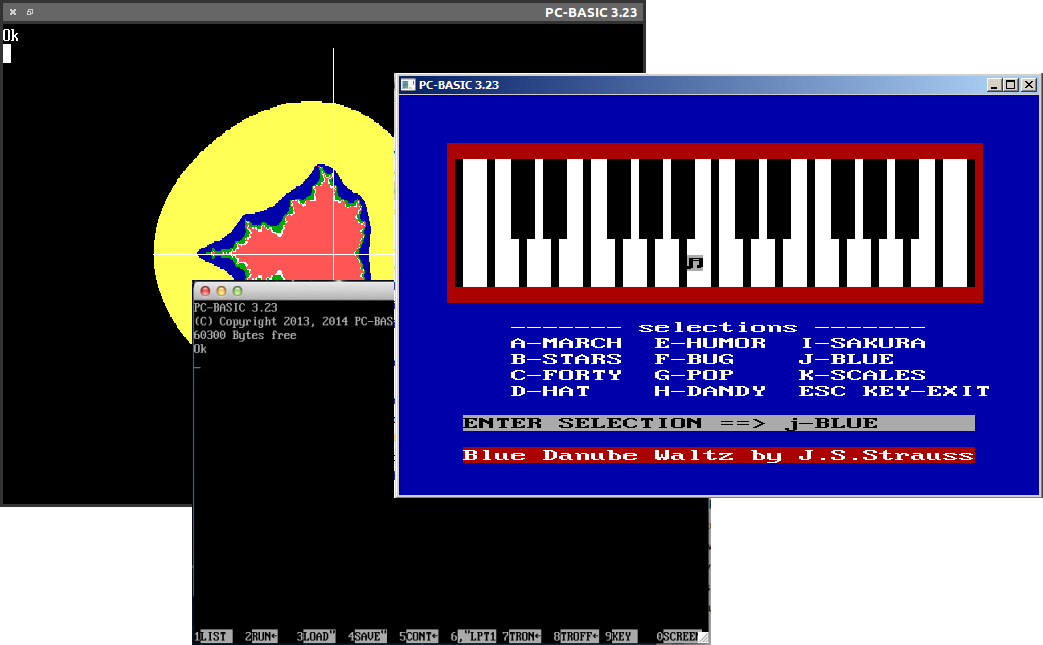 PC-BASIC 3.23
Ok
PC-BASIC 3.23
------- selections -------
A-MARCH E-HUMOR I-SAKURA
B-STARS F-BUG J-BLUE
C-FORTY G-POP K-SCALES
D-HAT H-DANDY ESC KEY-EXIT
ENTER SELECTION ==> j-BLUE
Blue Danube Waltz by J.S.Strauss
PC-BASIC 3.23
(C) Copyright 2013, 2014 PC-BAS
60300 Bytes free
Ok
1LIST 2RUN← 3LOAD" 4SAVE" 5CONT← 6,"LPT1 7TRON← 8TROFF← 9KEY 0SCREEN